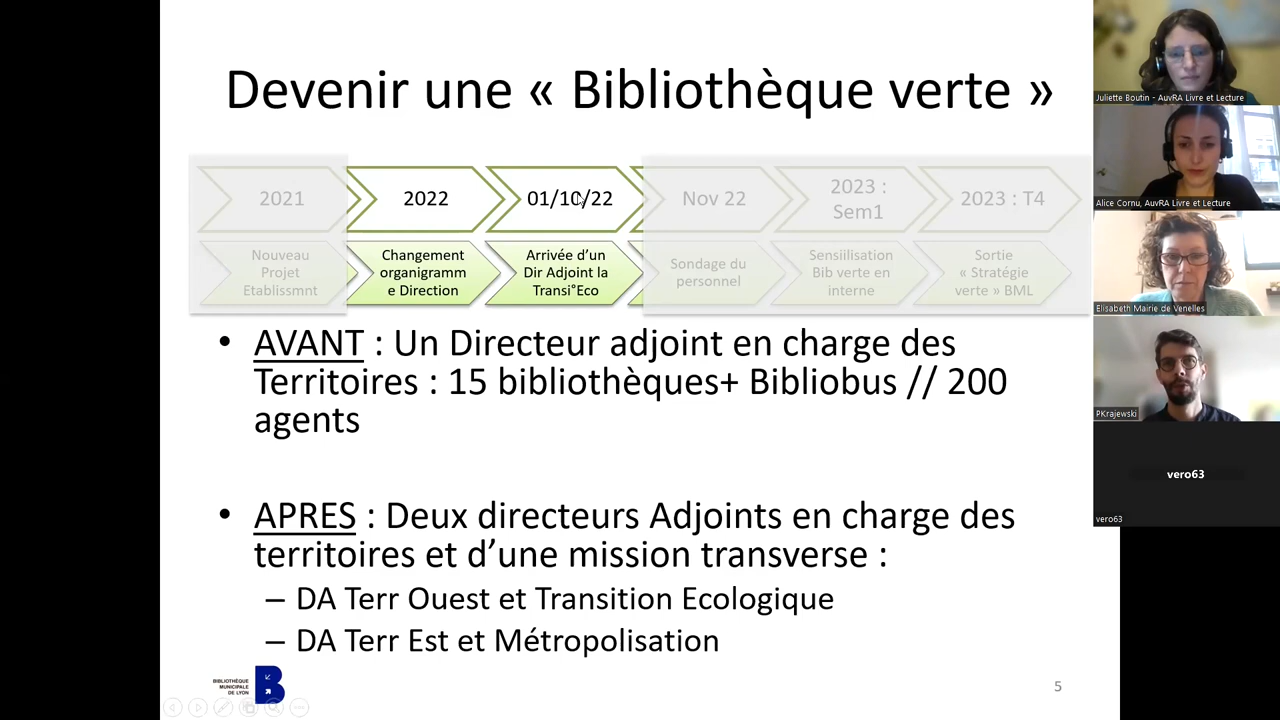 Devenir une « Bibliothèque verte »
2021
2022
01/10/22
Nov 22
2023 :
Sem1
2023 : T4
Nouveau
Projet
Etablissmnt
Changement
organigramm
e Direction
Arrivée d’un
Dir Adjoint la
Transi°Eco
Sondage du
personnel
Sensiilisation
Bib verte en
interne
Sortie
« Stratégie
verte » BML
• AVANT : Un Directeur adjoint en charge des
Territoires : 15 bibliothèques+ Bibliobus // 200
agents
• APRES : Deux directeurs Adjoints en charge des
territoires et d’une mission transverse :
– DA Terr Ouest et Transition Ecologique
– DA Terr Est et Métropolisation
BIBLIOTHÈQUE
MUNICIPALE
DE LYON
B
5
Juliette Boutin - AuvRA Livre et Lecture
Alice Cornu, AuvRA Livre et Lecture
Elisabeth Mairie de Venelles
PKrajewski
vero63
vero63